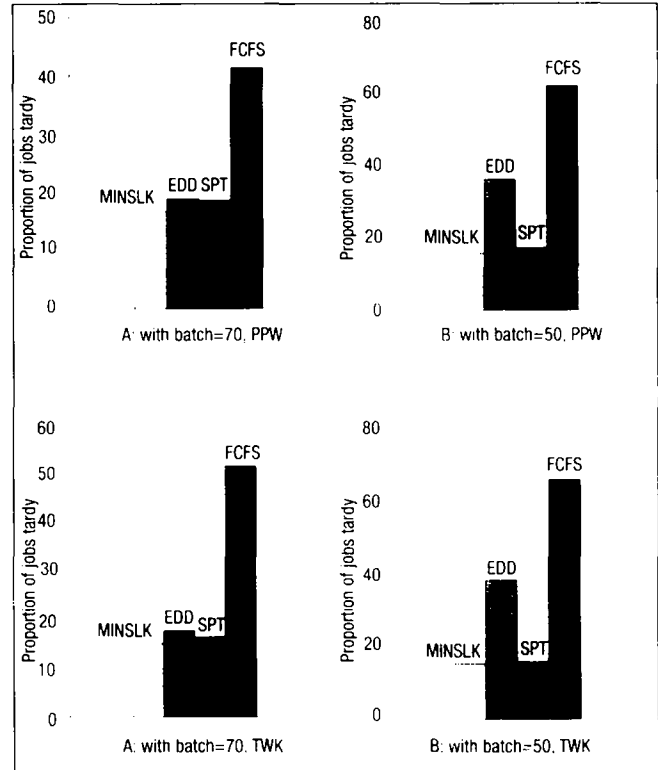 50
40
30
20
10
0
Proportion of jobs tardy
MINSLK
EDD SPT
FCFS
A: with batch=70, PPW
80
60
40
20
0
Proportion of jobs tardy
MINSLK
EDD
SPT
FCFS
B: with batch=50, PPW
60
50
40
30
20
10
0
Proportion of jobs tardy
MINSLK
EDD
SPT
FCFS
A: with batch=70, TWK
80
60
40
20
0
Proportion of jobs tardy
MINSLK
EDD
SPT
FCFS
B: with batch=50, TWK